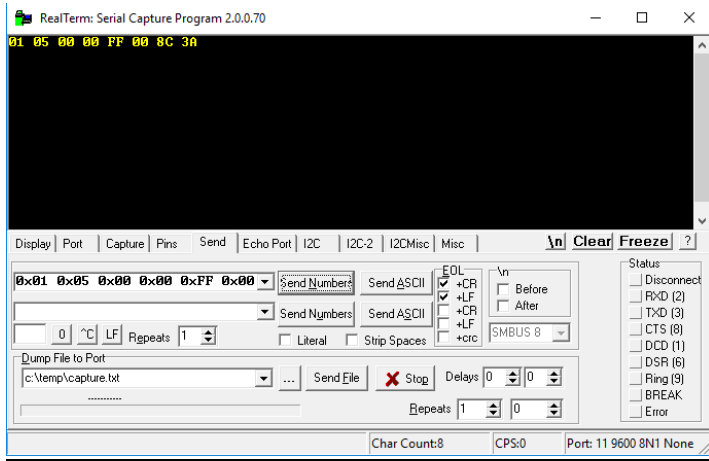 RealTerm: Serial Capture Program 2.0.0.70
01 05 00 00 FF 00 8C 3A
Display Port Capture Pins Send Echo Port I2C I2C-2 I2CMisc Misc \n Clear Freeze ?
0x01 0x05 0x00 0x00 0xFF 0x00 Send Numbers Send ASCII
Send Numbers Send ASCII
0 ^C LF Repeats 1 Literal Strip Spaces
EOL
+CR
+LF
+CR
+LF
+crc
\n
Before
After
SMBUS 8
Dump File to Port
c:\temp\capture.txt ... Send File Stop Delays 0 0
Repeats 1 0
Status
Disconnect
RXD (2)
TXD (3)
CTS (8)
DCD (1)
DSR (6)
Ring (9)
BREAK
Error
Char Count:8 CPS:0 Port: 11 9600 8N1 None